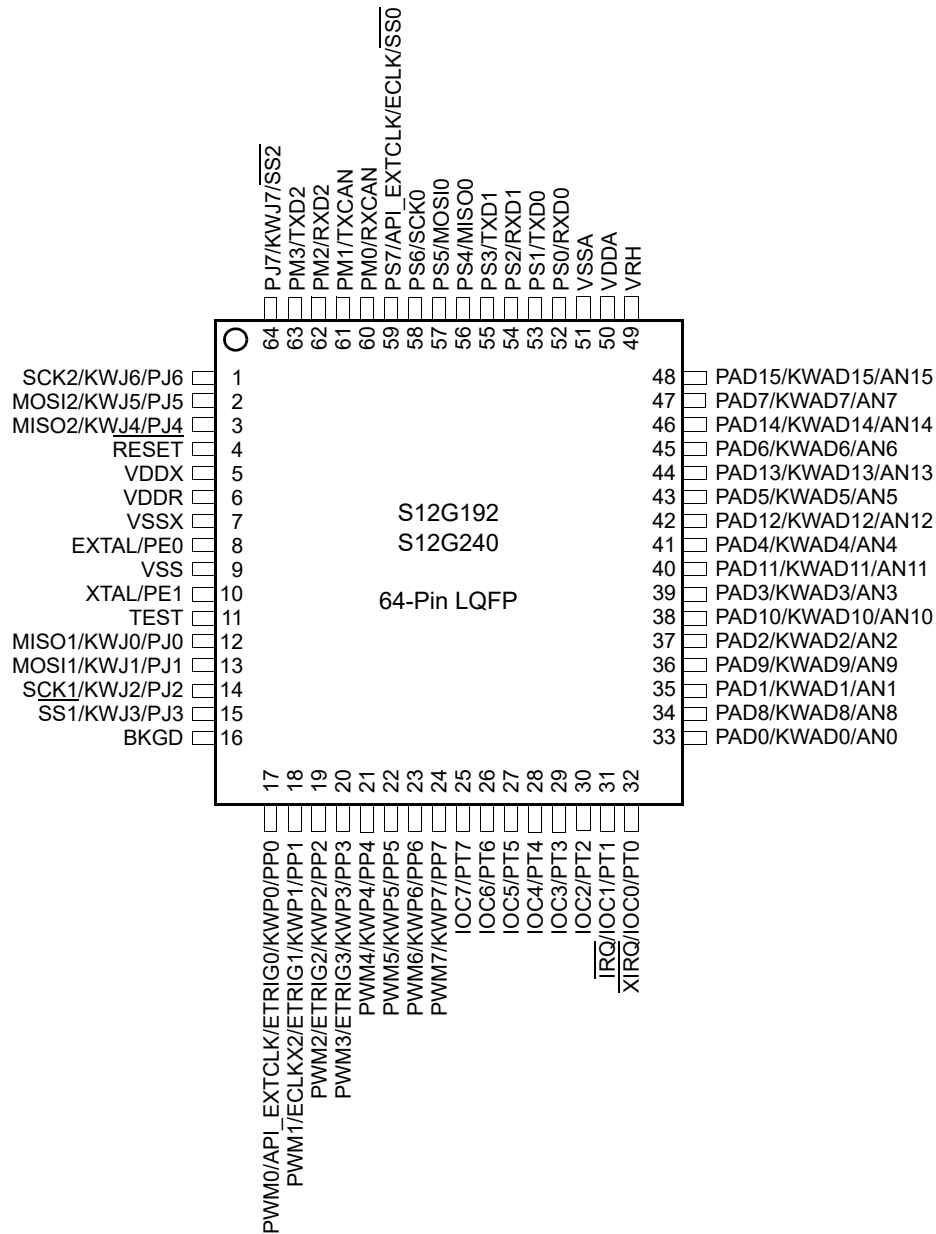 PJ7/KWJ7/SS2
PM3/TXD2
PM2/RXD2
PM1/TXCAN
PM0/RXCAN
PS7/API_EXTCLK/ECLK/SS0
PS6/SCK0
PS5/MOSI0
PS4/MISO0
PS3/TXD1
PS2/RXD1
PS1/TXD0
PS0/RXD0
VSSA
VDDA
VRH
64
63
62
61
60
59
58
57
56
55
54
53
52
51
50
49
SCK2/KWJ6/PJ6 1
MOSI2/KWJ5/PJ5 2
MISO2/KWJ4/PJ4 3
RESET 4
VDDX 5
VDDR 6
VSSX 7
EXTAL/PE0 8
VSS 9
XTAL/PE1 10
TEST 11
MISO1/KWJ0/PJ0 12
MOSI1/KWJ1/PJ1 13
SCK1/KWJ2/PJ2 14
SS1/KWJ3/PJ3 15
BKGD 16
S12G192
S12G240
64-Pin LQFP
48 PAD15/KWAD15/AN15
47 PAD7/KWAD7/AN7
46 PAD14/KWAD14/AN14
45 PAD6/KWAD6/AN6
44 PAD13/KWAD13/AN13
43 PAD5/KWAD5/AN5
42 PAD12/KWAD12/AN12
41 PAD4/KWAD4/AN4
40 PAD11/KWAD11/AN11
39 PAD3/KWAD3/AN3
38 PAD10/KWAD10/AN10
37 PAD2/KWAD2/AN2
36 PAD9/KWAD9/AN9
35 PAD1/KWAD1/AN1
34 PAD8/KWAD8/AN8
33 PAD0/KWAD0/AN0
17
18
19
20
21
22
23
24
25
26
27
28
29
30
31
32
PWM0/API_EXTCLK/ETRIG0/KWP0/PP0
PWM1/ECLKX2/ETRIG1/KWP1/PP1
PWM2/ETRIG2/KWP2/PP2
PWM3/ETRIG3/KWP3/PP3
PWM4/KWP4/PP4
PWM5/KWP5/PP5
PWM6/KWP6/PP6
PWM7/KWP7/PP7
IOC7/PT7
IOC6/PT6
IOC5/PT5
IOC4/PT4
IOC3/PT3
IOC2/PT2
IRQ/IOC1/PT1
XIRQ/IOC0/PT0